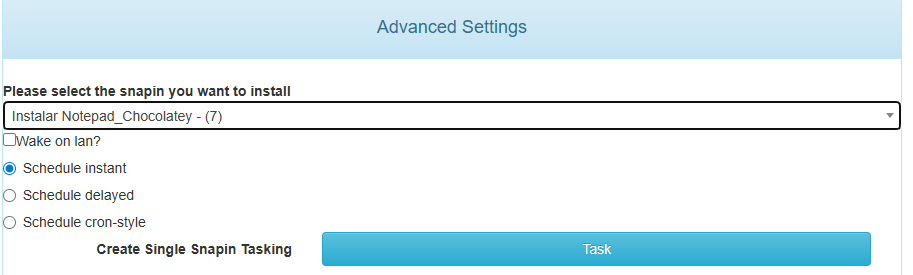 Advanced Settings
Please select the snapin you want to install
Instalar Notepad_Chocolatey - (7)
Wake on lan?
Schedule instant
Schedule delayed
Schedule cron-style
Create Single Snapin Tasking Task